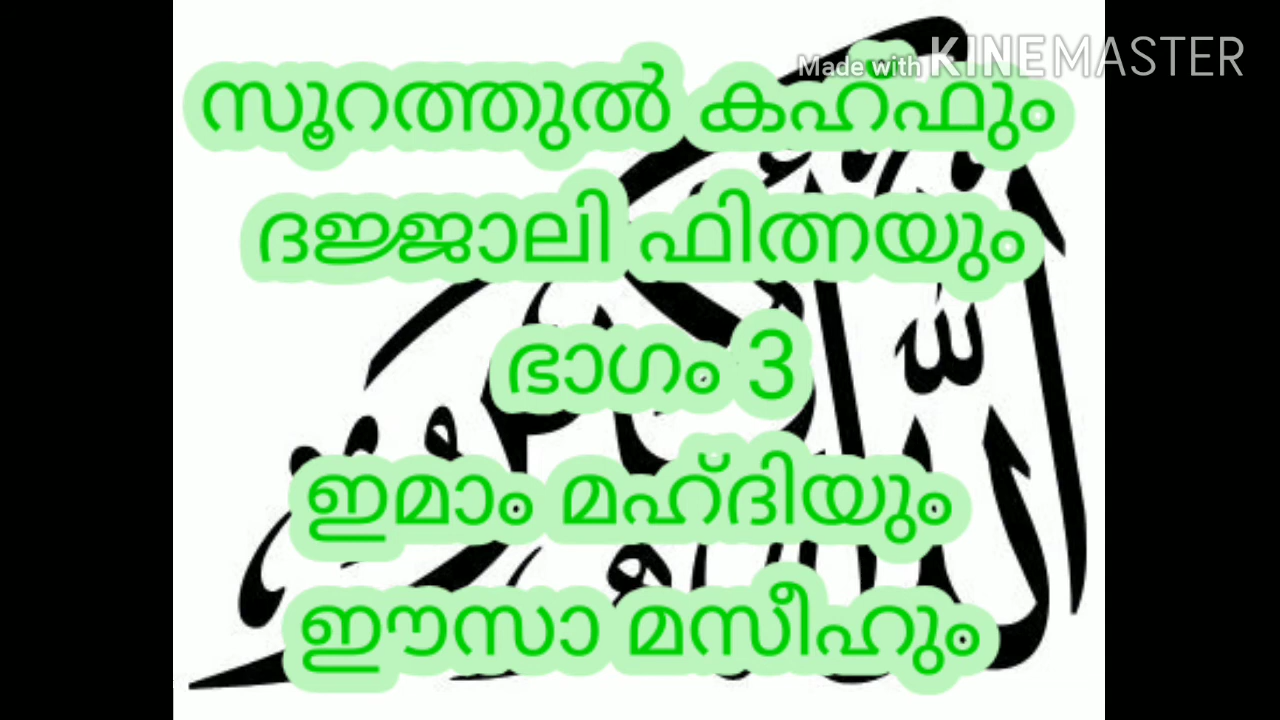 Made with KINEMASTER
സൂറത്തുൽ കഹ്ഫും
ദജ്ജാലി ഫിത്നയും
ഭാഗം 3
ഇമാം മഹ്ദിയും
ഈസാ മസീഹും